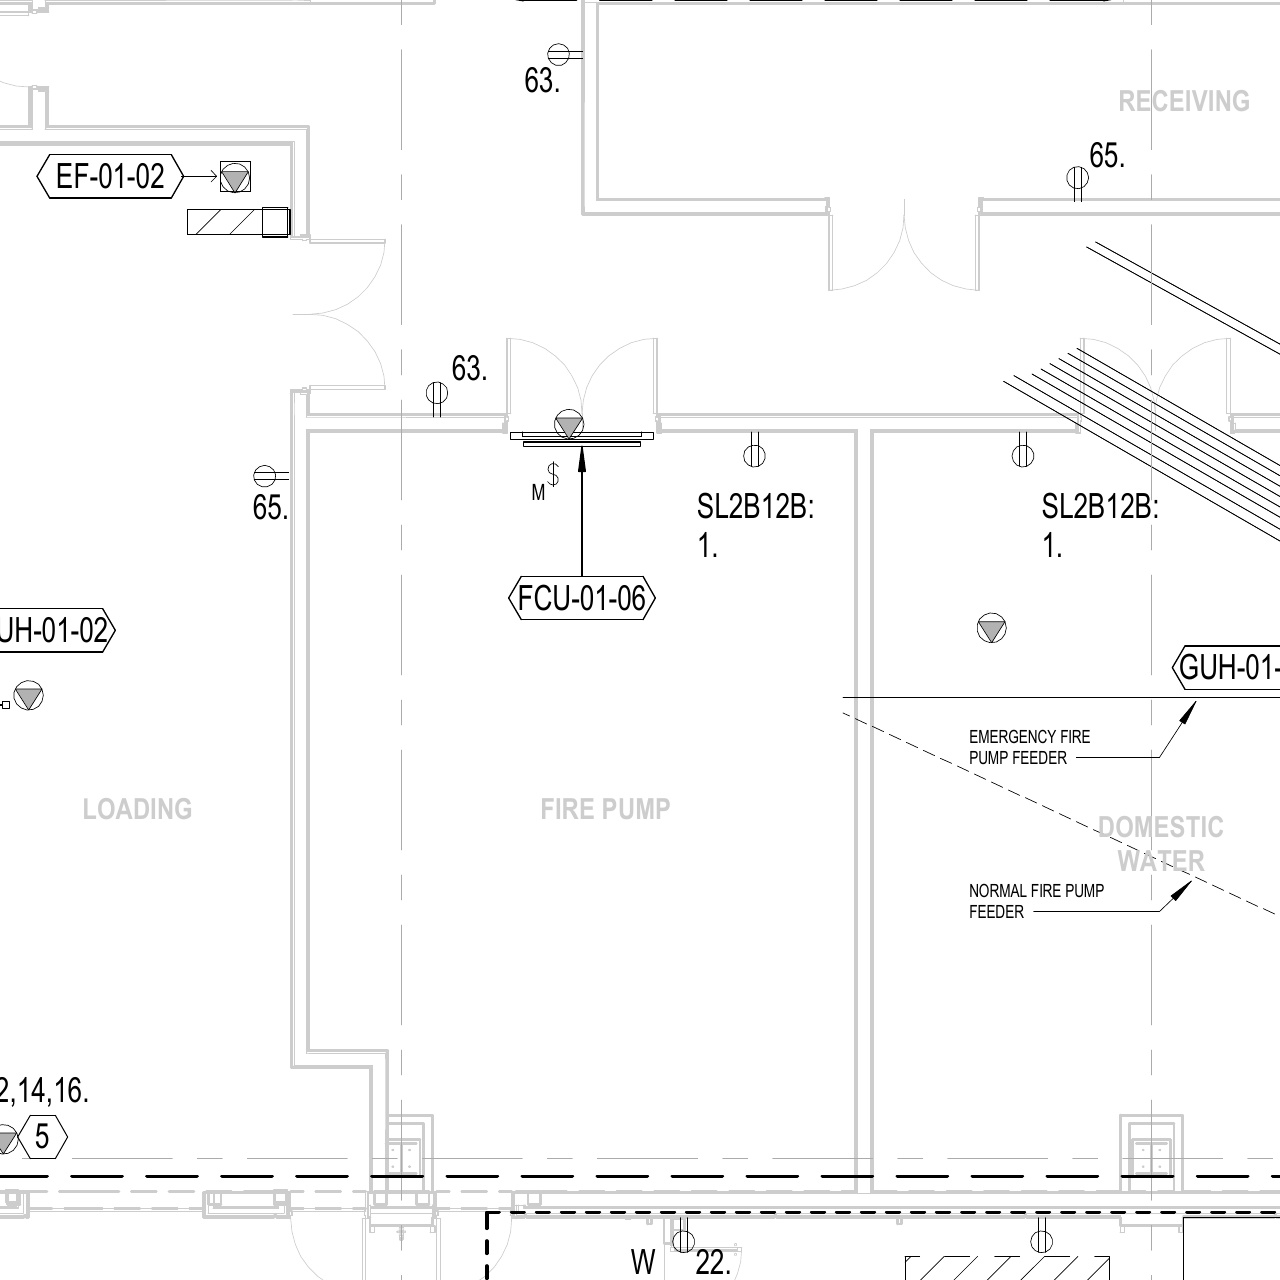 63.
RECEIVING
65.
EF-01-02
63.
65.
M $
SL2B12B:
1.
SL2B12B:
1.
FCU-01-06
UH-01-02
GUH-01-
EMERGENCY FIRE
PUMP FEEDER
LOADING
FIRE PUMP
DOMESTIC
WATER
NORMAL FIRE PUMP
FEEDER
2,14,16.
5
W 22.